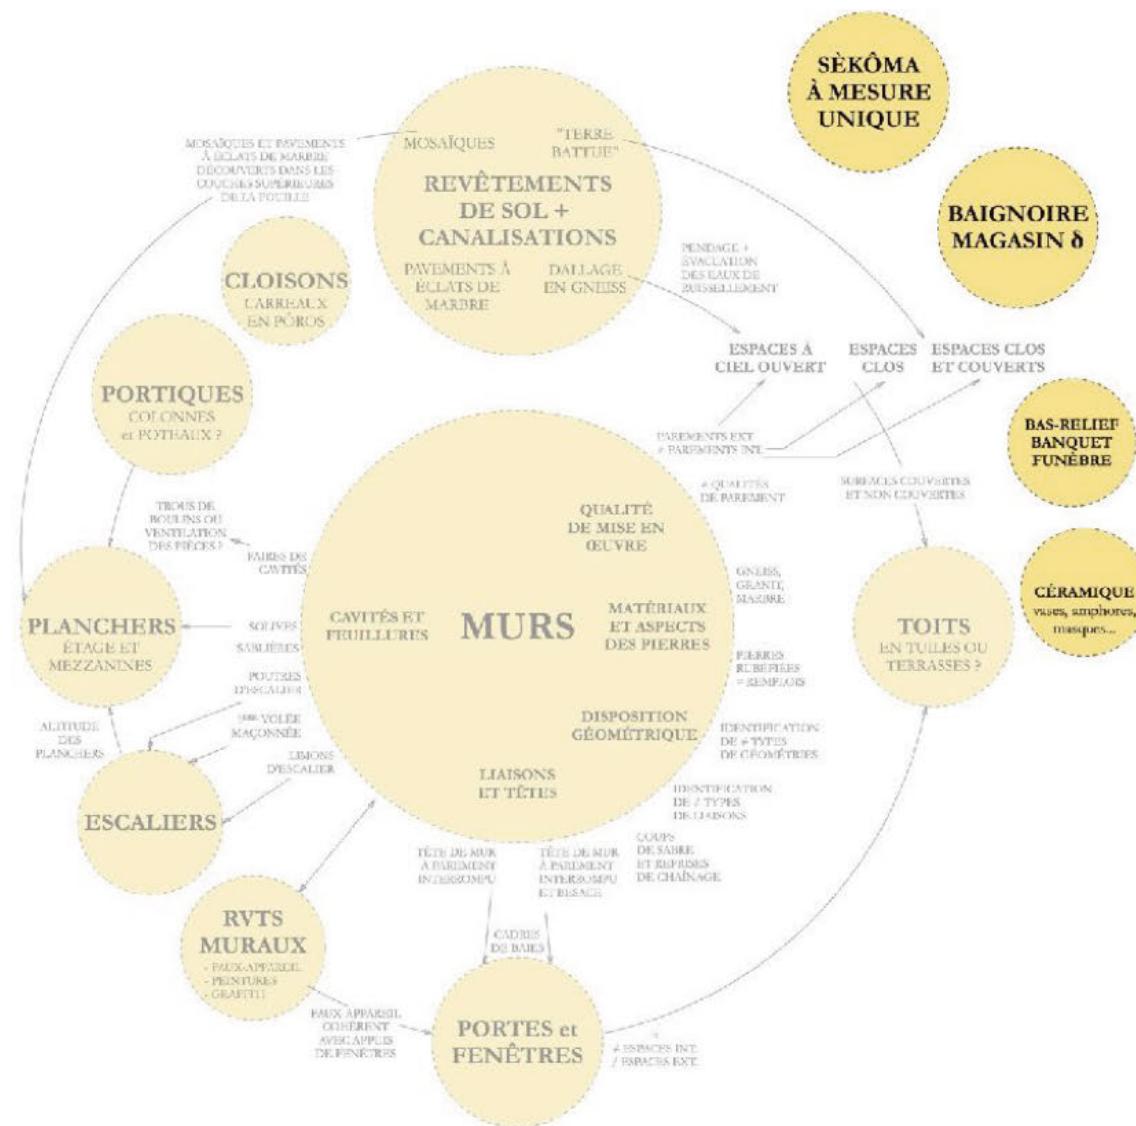 SÈKÔMA
À MESURE
UNIQUE
BAIGNOIRE
MAGASIN δ
BAS-RELIEF
BANQUET
FUNÈBRE
CÉRAMIQUE
vases, amphores,
masques...
MOSAÏQUES ET PAVEMENTS
À ÉCLATS DE MARBRE
DÉCOUVERTS DANS LES
COUCHES SUPÉRIEURES
DE LA FOUILLE
MOSAÏQUES
"TERRE
BATTUE"
REVÊTEMENTS
DE SOL +
CANALISATIONS
PAVEMENTS À
ÉCLATS DE
MARBRE
DALLAGE
EN GNEISS
PENDAGE +
ÉVACUATION
DES EAUX DE
RUISSELLEMENT
CLOISONS
CARREAUX
EN PÔROS
PORTIQUES
COLONNES
et POTEAUX ?
ESPACES À
CIEL OUVERT
ESPACES
CLOS
ESPACES CLOS
ET COUVERTS
PAREMENTS EXT.
≠ PAREMENTS INT.
≠ QUALITÉS
DE PAREMENT
SURFACES COUVERTES
ET NON COUVERTES
TROUS DE
BOULINS OU
VENTILATION
DES PIÈCES ?
PAIRES DE
CAVITÉS
QUALITÉ
DE MISE EN
ŒUVRE
GNEISS,
GRANIT,
MARBRE
CAVITÉS ET
FEUILLURES
MURS
MATÉRIAUX
ET ASPECTS
DES PIERRES
PLANCHERS
ÉTAGE ET
MEZZANINES
SOLIVES
SABLIÈRES
TOITS
EN TUILES OU
TERRASSES ?
PIERRES
RUBÉFIÉES
= REMPLOIS
POUTRES
D'ESCALIER
1ÈRE VOLÉE
MAÇONNÉE
LIMONS
D'ESCALIER
ALTITUDE
DES
PLANCHERS
ESCALIERS
DISPOSITION
GÉOMÉTRIQUE
IDENTIFICATION
DE ≠ TYPES
DE GÉOMÉTRIES
LIAISONS
ET TÊTES
IDENTIFICATION
DE ≠ TYPES
DE LIAISONS
COUPS
DE SABRE
ET REPRISES
DE CHAÎNAGE
TÊTE DE MUR
À PAREMENT
INTERROMPU
TÊTE DE MUR
À PAREMENT
INTERROMPU
ET BESACE
RVTS
MURAUX
- FAUX-APPAREIL
- PEINTURES
- GRAFFITI
CADRES
DE BAIES
FAUX APPAREIL
COHÉRENT
AVEC APPUIS
DE FENÊTRES
PORTES et
FENÊTRES
≠ ESPACES INT.
/ ESPACES EXT.